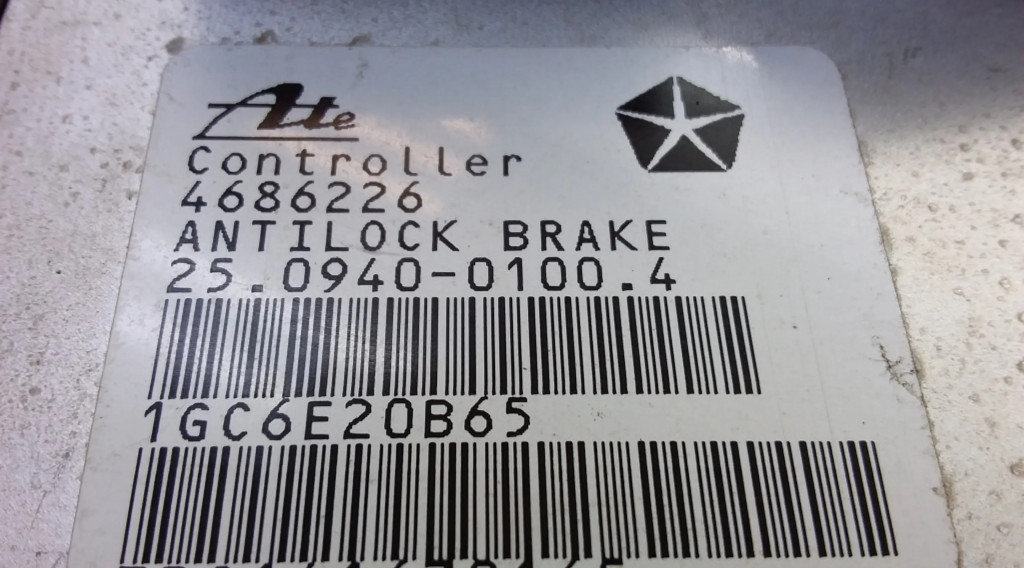 Ate
Controller
4686226
ANTILOCK BRAKE
25.0940-0100.4
1GC6E20B65